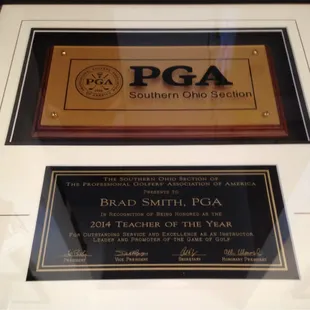 PGA
Southern Ohio Section
The Southern Ohio Section of
The Professional Golfers' Association of America
Presents to
Brad Smith, PGA
In Recognition of Being Honored as the
2014 Teacher of the Year
For Outstanding Service and Excellence as an Instructor,
Leader and Promoter of the Game of Golf
President Vice President Secretary Honorary President